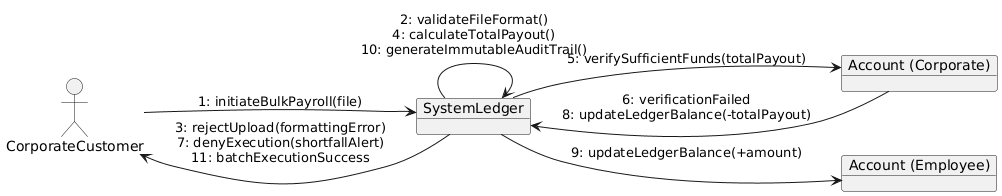 2: validateFileFormat()
4: calculateTotalPayout()
10: generateImmutableAuditTrail()
5: verifySufficientFunds(totalPayout)
Account (Corporate)
6: verificationFailed
8: updateLedgerBalance(-totalPayout)
1: initiateBulkPayroll(file)
SystemLedger
CorporateCustomer
3: rejectUpload(formattingError)
7: denyExecution(shortfallAlert)
11: batchExecutionSuccess
9: updateLedgerBalance(+amount)
Account (Employee)